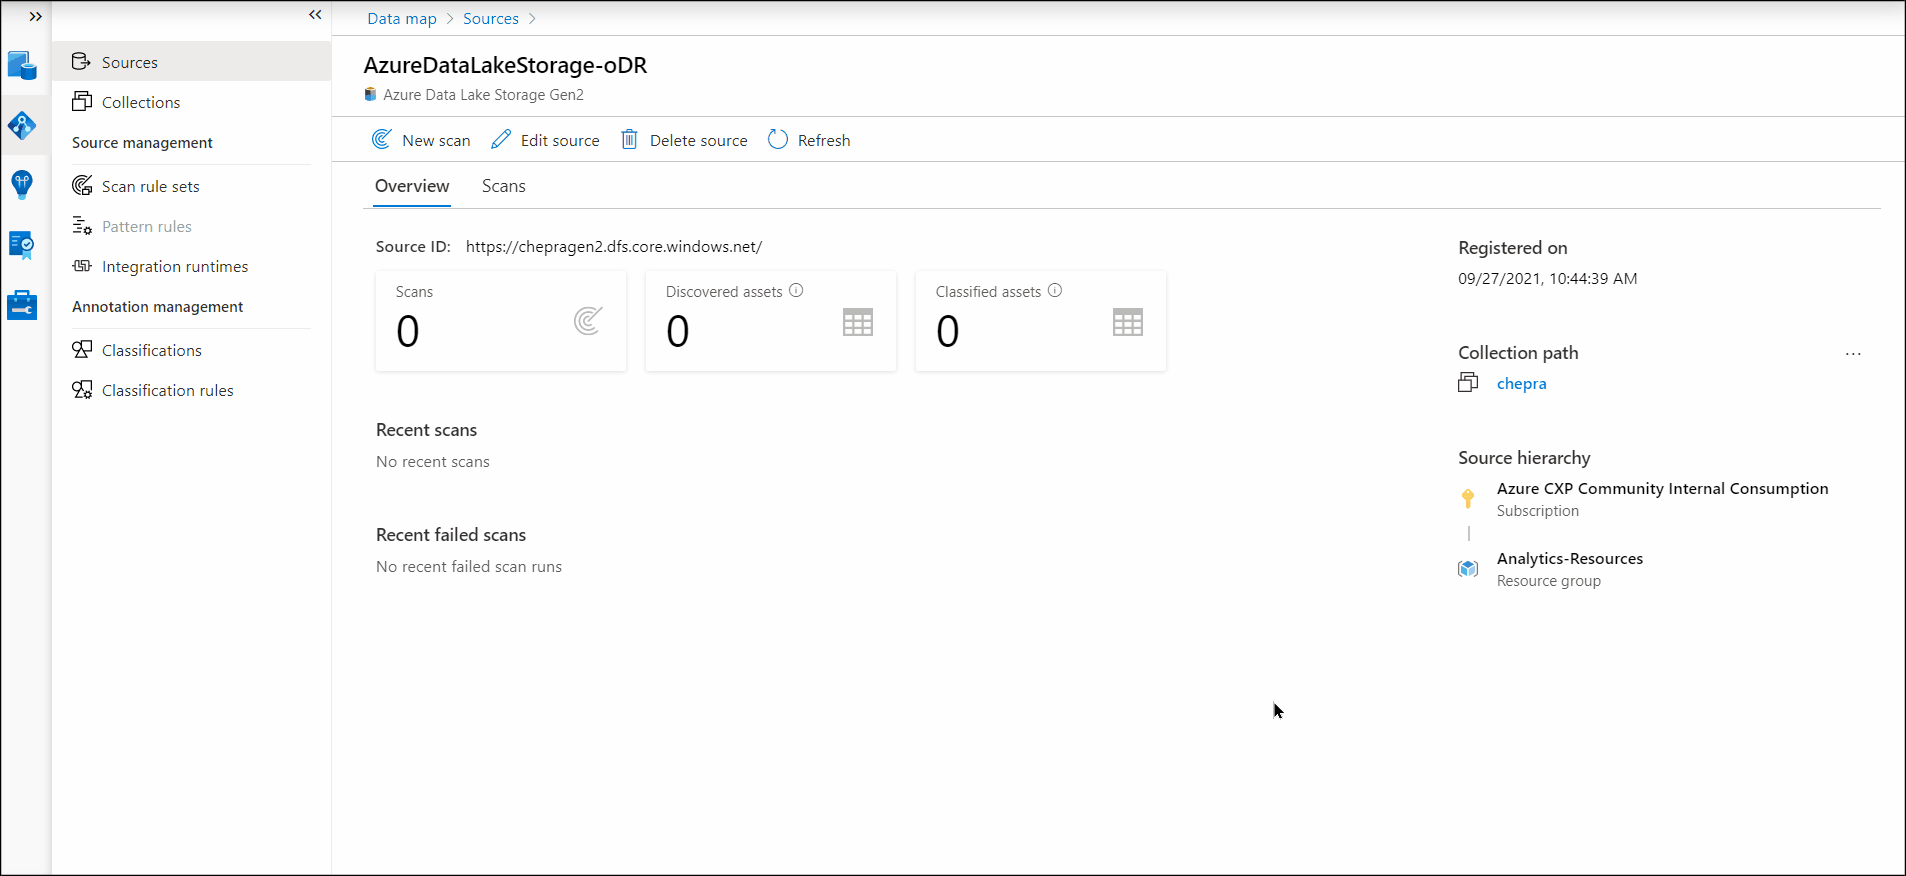 Data map > Sources >
Sources
Collections
Source management
Scan rule sets
Pattern rules
Integration runtimes
Annotation management
Classifications
Classification rules
AzureDataLakeStorage-oDR
Azure Data Lake Storage Gen2
New scan Edit source Delete source Refresh
Overview Scans
Source ID: https://chepragen2.dfs.core.windows.net/
Scans
0
Discovered assets
0
Classified assets
0
Recent scans
No recent scans
Recent failed scans
No recent failed scan runs
Registered on
09/27/2021, 10:44:39 AM
Collection path ...
chepra
Source hierarchy
Azure CXP Community Internal Consumption
Subscription
Analytics-Resources
Resource group